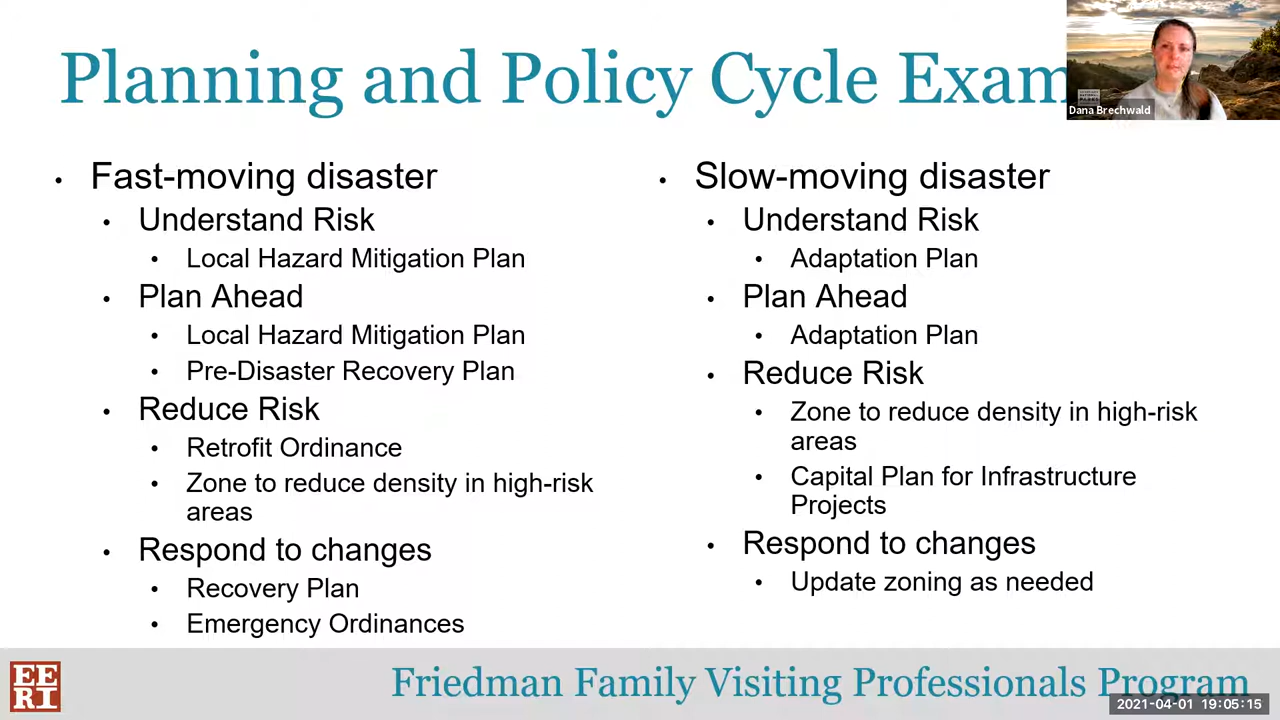 Planning and Policy Cycle Exam
Dana Brechwald
• Fast-moving disaster
• Understand Risk
• Local Hazard Mitigation Plan
• Plan Ahead
• Local Hazard Mitigation Plan
• Pre-Disaster Recovery Plan
• Reduce Risk
• Retrofit Ordinance
• Zone to reduce density in high-risk
areas
• Respond to changes
• Recovery Plan
• Emergency Ordinances
• Slow-moving disaster
• Understand Risk
• Adaptation Plan
• Plan Ahead
• Adaptation Plan
• Reduce Risk
• Zone to reduce density in high-risk
areas
• Capital Plan for Infrastructure
Projects
• Respond to changes
• Update zoning as needed
EE
RI
Friedman Family Visiting Professionals Program
2021-04-01 19:05:15